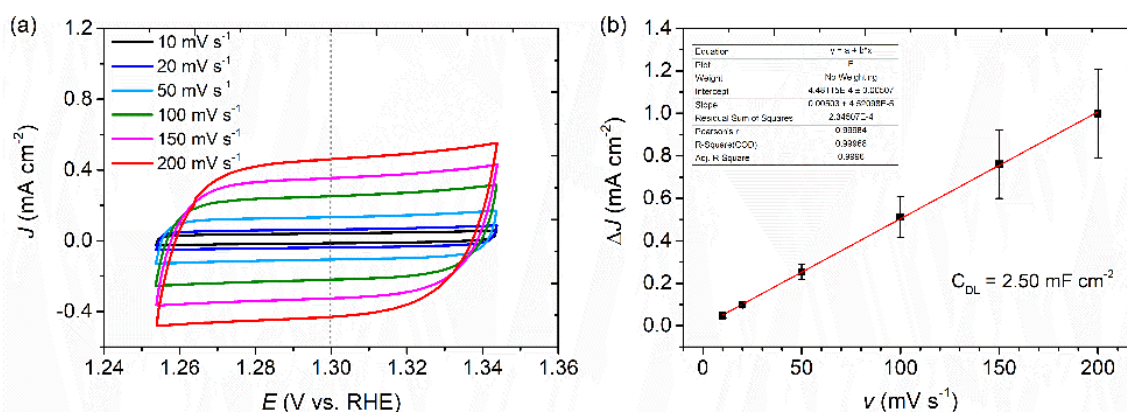 (a)
1.2
0.8
0.4
0.0
-0.4
J (mA cm⁻²)
10 mV s⁻¹
20 mV s⁻¹
50 mV s⁻¹
100 mV s⁻¹
150 mV s⁻¹
200 mV s⁻¹
1.24 1.26 1.28 1.30 1.32 1.34 1.36
E (V vs. RHE)
(b)
1.4
1.2
1.0
0.8
0.6
0.4
0.2
0.0
ΔJ (mA cm⁻²)
Equation y = a + b*x
Plot
Weight No Weighting
Intercept
Slope
Residual Sum of Squares
Pearson's r
R-Square(COD)
Adj. R-Square
C_DL = 2.50 mF cm⁻²
0 50 100 150 200
v (mV s⁻¹)